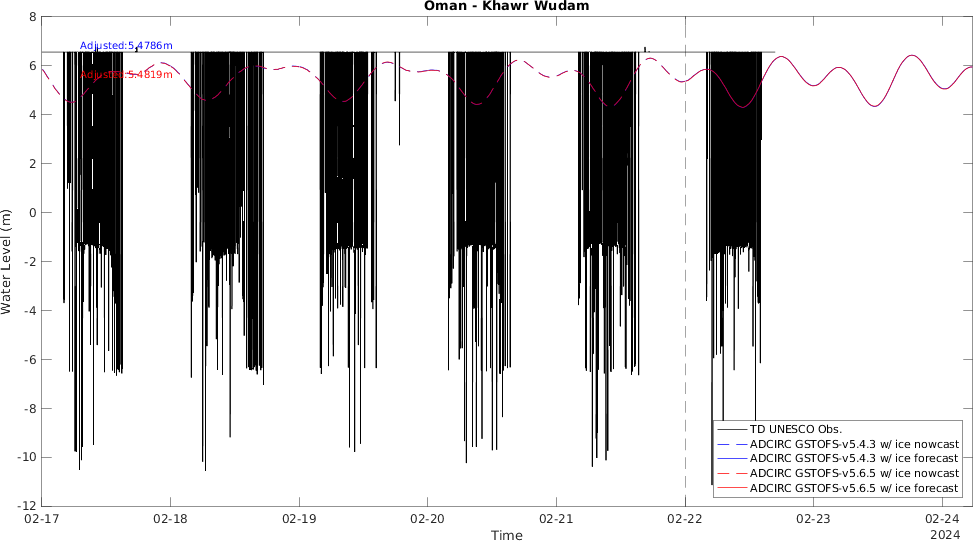 Oman - Khawr Wudam
Adjusted:5.4786m
Adjusted:5.4819m
Water Level (m)
8
6
4
2
0
-2
-4
-6
-8
-10
-12
TD UNESCO Obs.
ADCIRC GSTOFS-v5.4.3 w/ ice nowcast
ADCIRC GSTOFS-v5.4.3 w/ ice forecast
ADCIRC GSTOFS-v5.6.5 w/ ice nowcast
ADCIRC GSTOFS-v5.6.5 w/ ice forecast
02-17 02-18 02-19 02-20 02-21 02-22 02-23 02-24
Time
2024